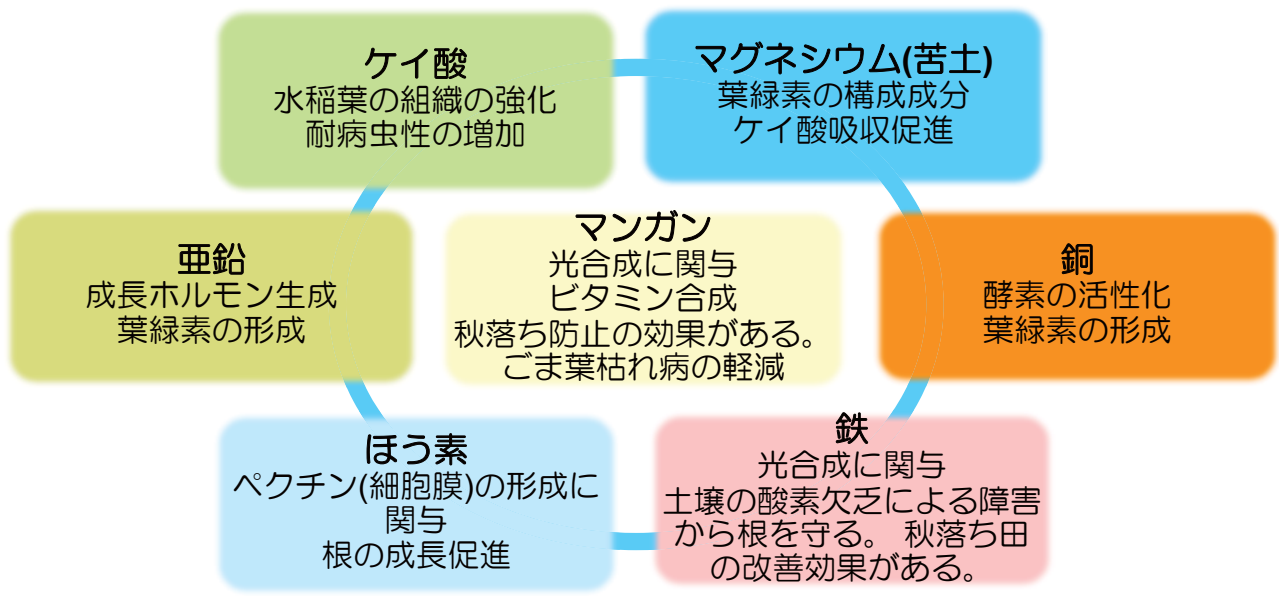 ケイ酸
水稲葉の組織の強化
耐病虫性の増加
マグネシウム(苦土)
葉緑素の構成成分
ケイ酸吸収促進
亜鉛
成長ホルモン生成
葉緑素の形成
マンガン
光合成に関与
ビタミン合成
秋落ち防止の効果がある。
ごま葉枯れ病の軽減
銅
酵素の活性化
葉緑素の形成
ほう素
ペクチン(細胞膜)の形成に
関与
根の成長促進
鉄
光合成に関与
土壌の酸素欠乏による障害
から根を守る。 秋落ち田
の改善効果がある。